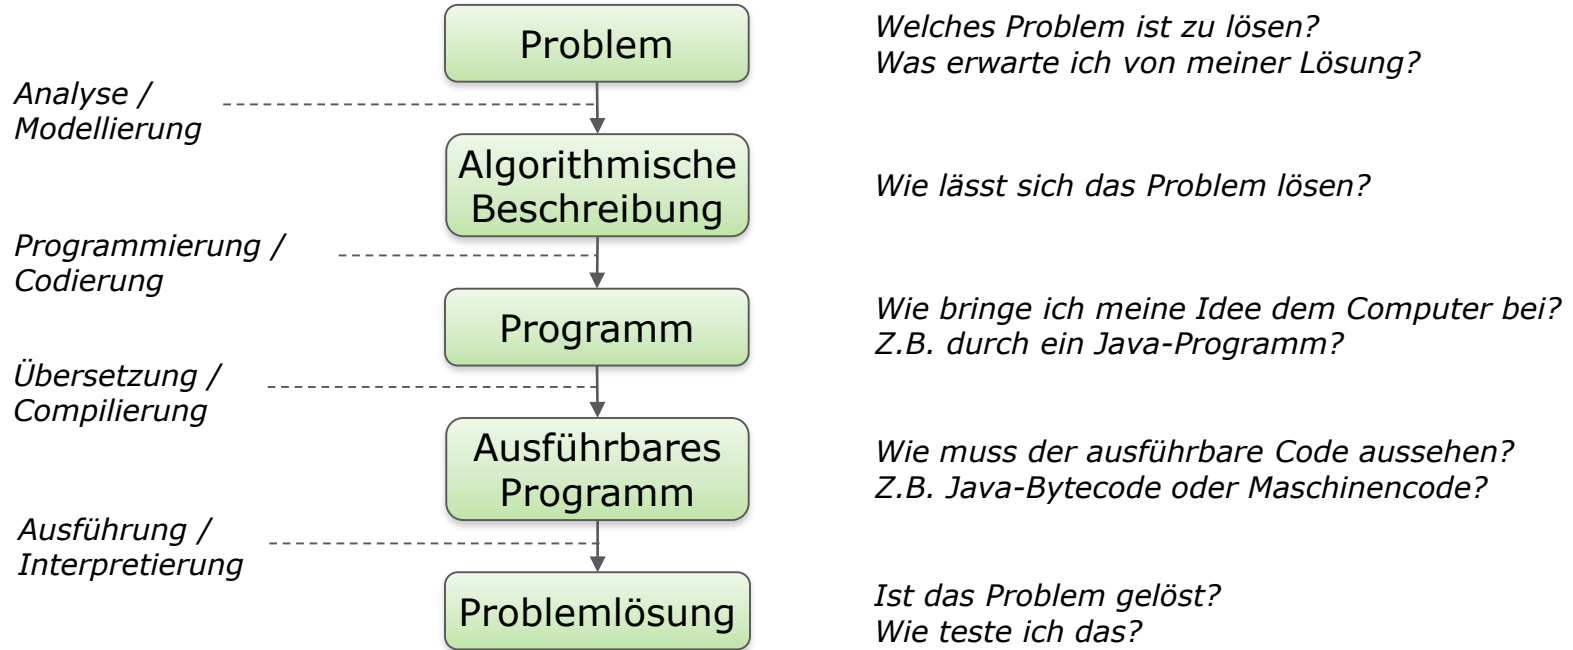 Problem
Welches Problem ist zu lösen?
Was erwarte ich von meiner Lösung?
Analyse /
Modellierung
Algorithmische
Beschreibung
Wie lässt sich das Problem lösen?
Programmierung /
Codierung
Programm
Wie bringe ich meine Idee dem Computer bei?
Z.B. durch ein Java-Programm?
Übersetzung /
Compilierung
Ausführbares
Programm
Wie muss der ausführbare Code aussehen?
Z.B. Java-Bytecode oder Maschinencode?
Ausführung /
Interpretierung
Problemlösung
Ist das Problem gelöst?
Wie teste ich das?